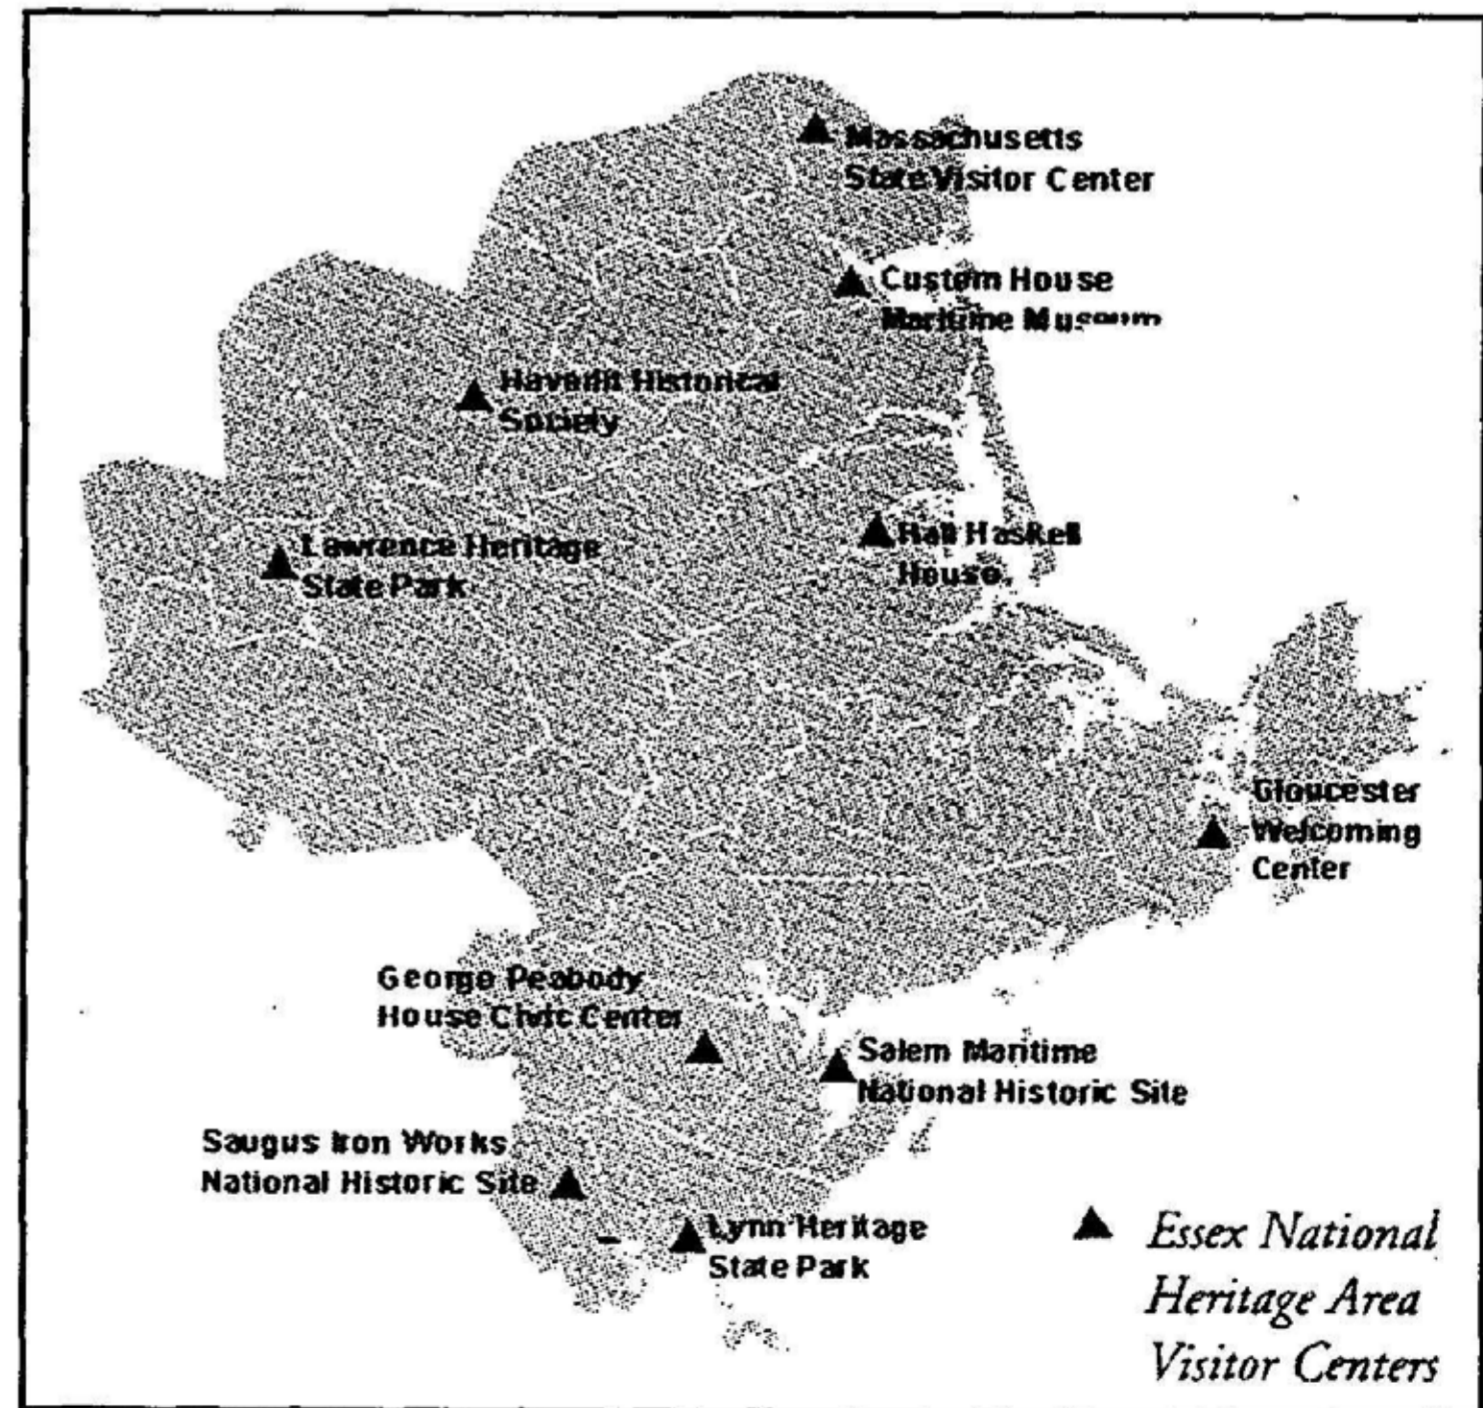 Massachusetts
State Visitor Center
Custom House
Maritime Museum
Haverhill Historical
Society
Lawrence Heritage
State Park
Hall Haskell
House
Gloucester
Welcoming
Center
George Peabody
House Civic Center
Salem Maritime
National Historic Site
Saugus Iron Works
National Historic Site
Lynn Heritage
State Park
Essex National
Heritage Area
Visitor Centers